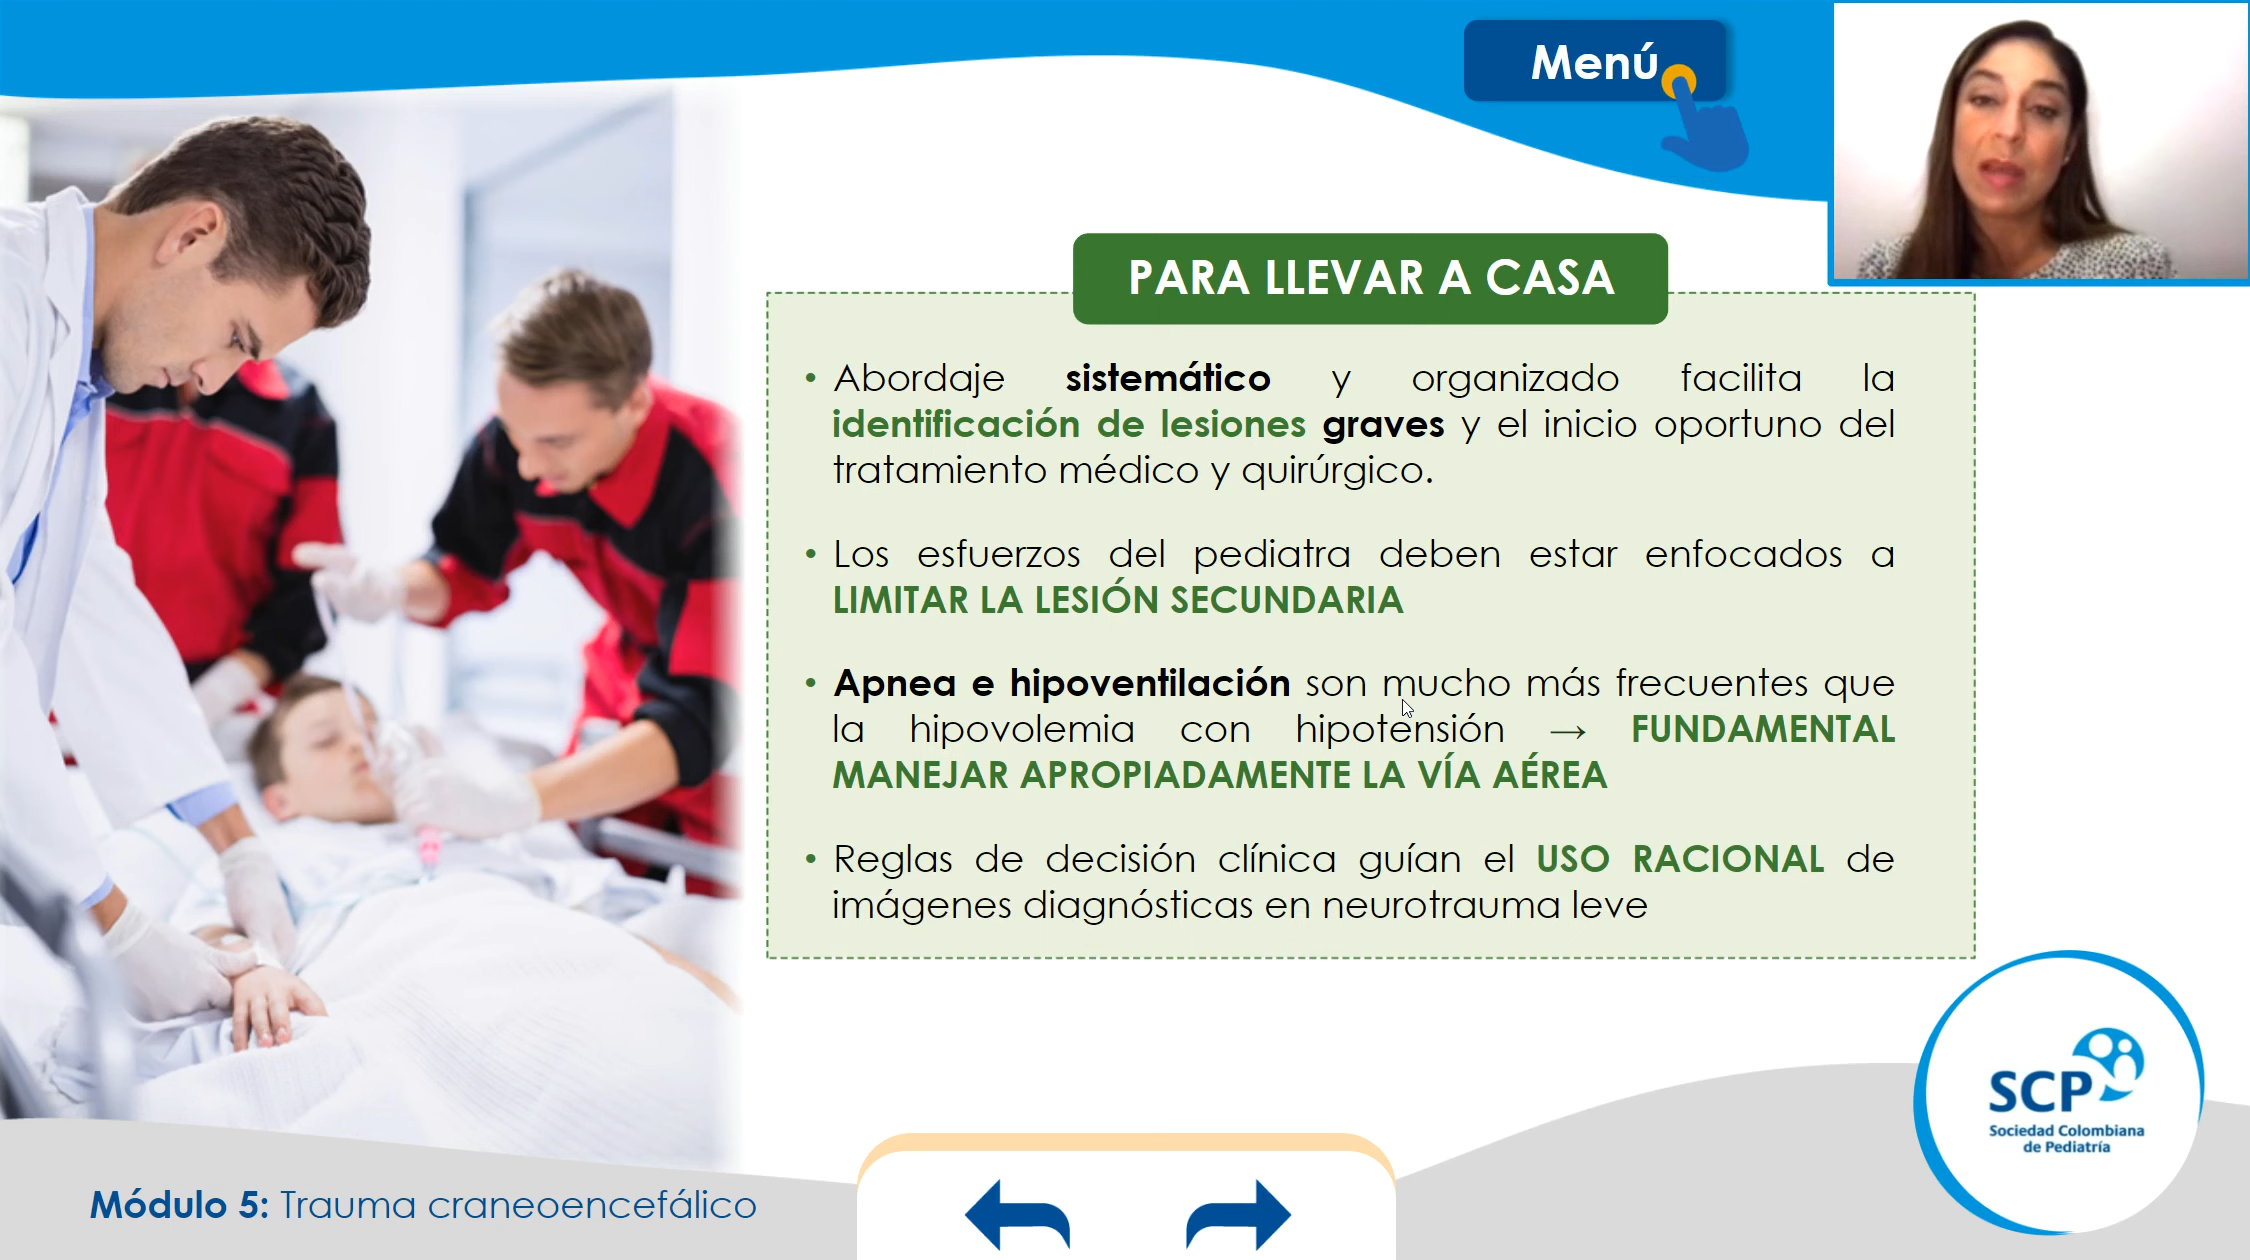 Menú
PARA LLEVAR A CASA
• Abordaje sistemático y organizado facilita la
identificación de lesiones graves y el inicio oportuno del
tratamiento médico y quirúrgico.
• Los esfuerzos del pediatra deben estar enfocados a
LIMITAR LA LESIÓN SECUNDARIA
• Apnea e hipoventilación son mucho más frecuentes que
la hipovolemia con hipotensión → FUNDAMENTAL
MANEJAR APROPIADAMENTE LA VÍA AÉREA
• Reglas de decisión clínica guían el USO RACIONAL de
imágenes diagnósticas en neurotrauma leve
SCP
Sociedad Colombiana
de Pediatría
Módulo 5: Trauma craneoencefálico